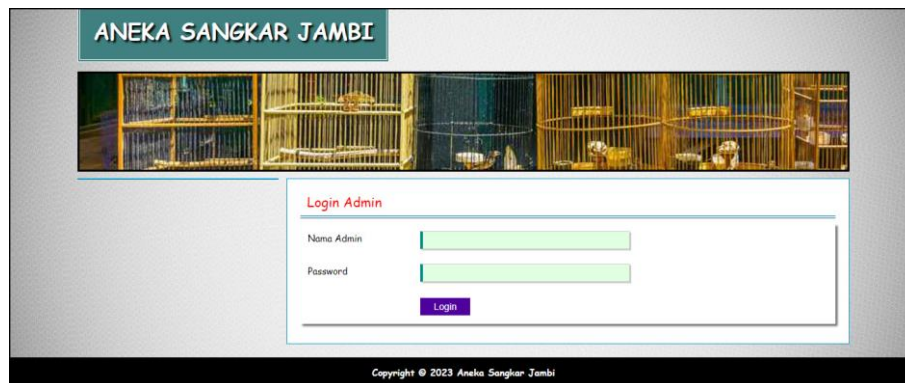 ANEKA SANGKAR JAMBI
Login Admin
Nama Admin
Password
Login
Copyright © 2023 Aneka Sangkar Jambi